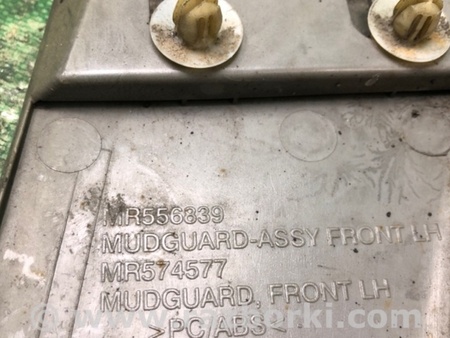 MR556839
MUDGUARD-ASSY FRONT LH
MR574577
MUDGUARD, FRONT LH
>PC/ABS<